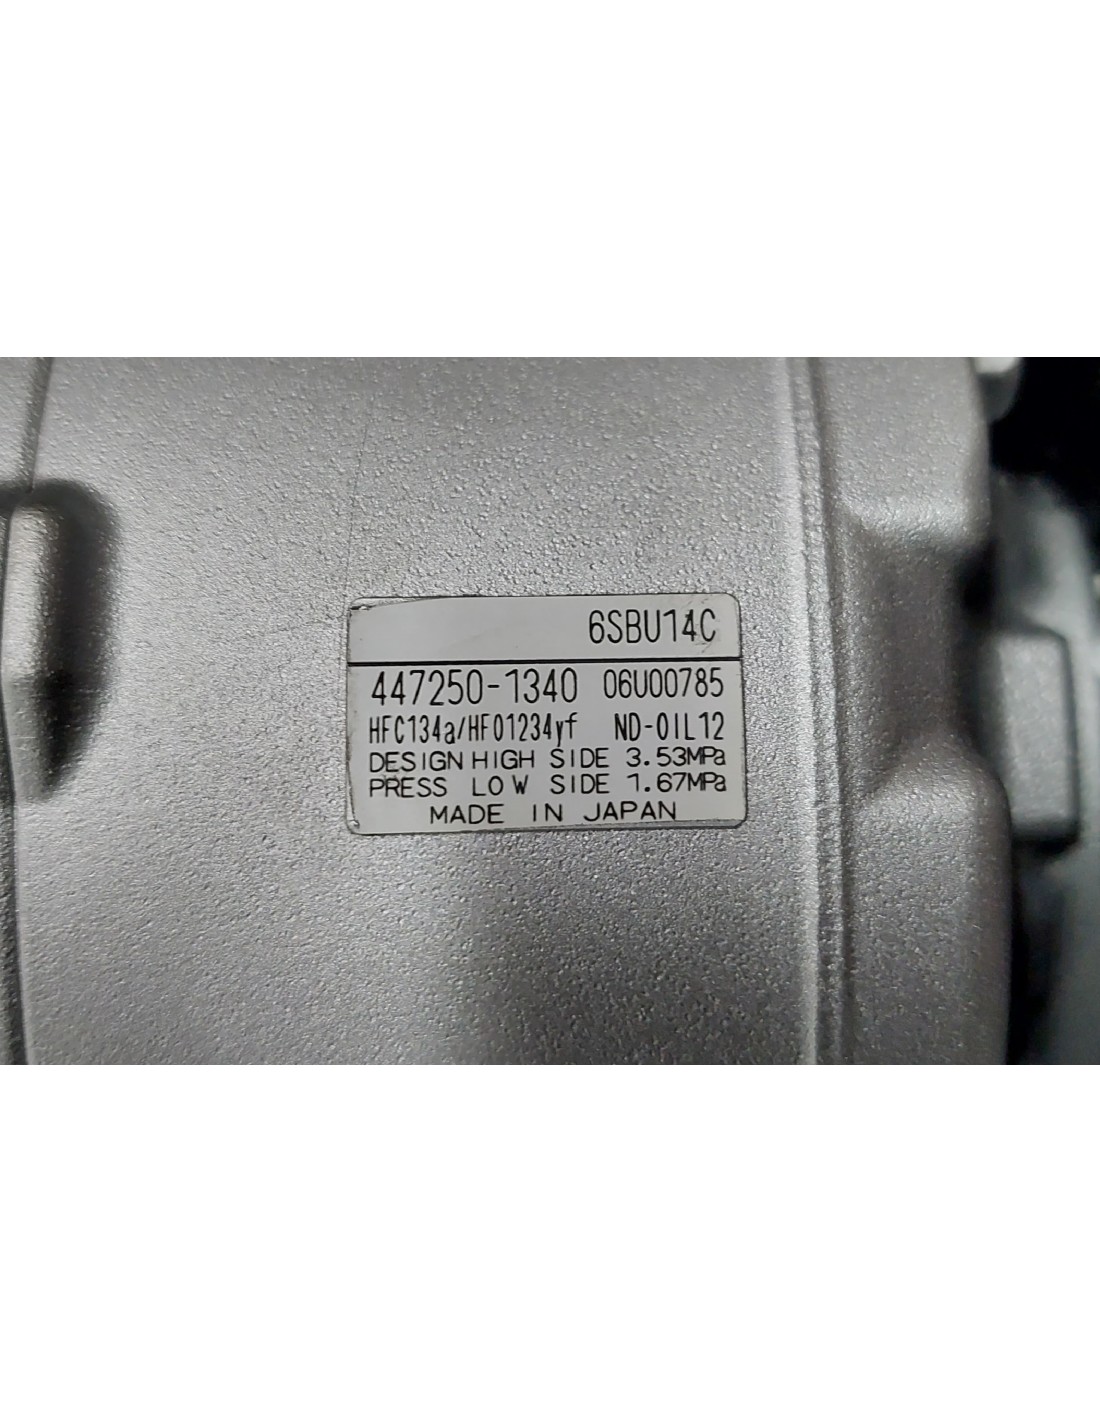 6SBU14C
447250-1340 06U00785
HFC134a/HFO1234yf ND-OIL12
DESIGN HIGH SIDE 3.53MPa
PRESS LOW SIDE 1.67MPa
MADE IN JAPAN